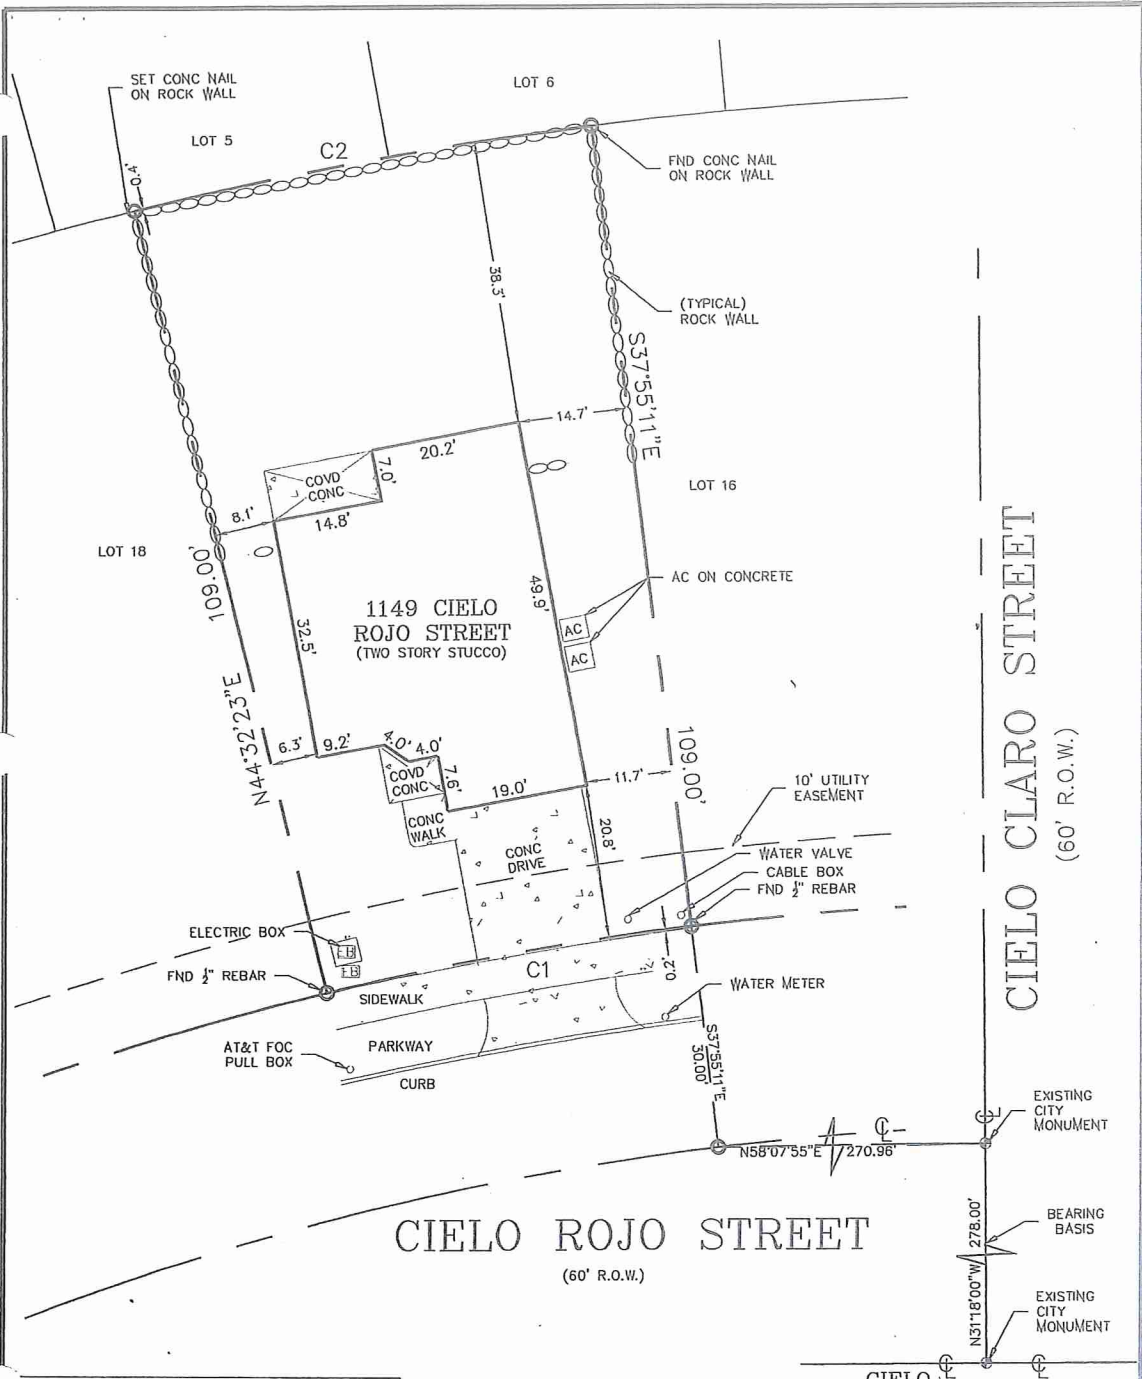 SET CONC NAIL
ON ROCK WALL
LOT 6
LOT 5
C2
0.4'
FND CONC NAIL
ON ROCK WALL
38.3'
(TYPICAL)
ROCK WALL
S37°55'11"E
14.7'
20.2'
7.0'
COVD
CONC
14.8'
8.1'
LOT 16
LOT 18
109.00'
AC ON CONCRETE
49.9'
1149 CIELO
ROJO STREET
(TWO STORY STUCCO)
32.5'
AC
AC
N44°32'23"E
6.3'
9.2'
4.0'
4.0'
COVD
CONC
7.6'
19.0'
11.7'
109.00'
10' UTILITY
EASEMENT
CONC
WALK
CONC
DRIVE
20.8'
WATER VALVE
CABLE BOX
FND ½" REBAR
ELECTRIC BOX
EB
EB
FND ½" REBAR
C1
0.2'
SIDEWALK
WATER METER
PARKWAY
AT&T FOC
PULL BOX
CURB
S37°55'11"E
30.00'
CIELO CLARO STREET
(60' R.O.W.)
EXISTING
CITY
MONUMENT
N58°07'55"E 270.96'
CIELO ROJO STREET
(60' R.O.W.)
N31°18'00"W 278.00'
BEARING
BASIS
EXISTING
CITY
MONUMENT
CIELO